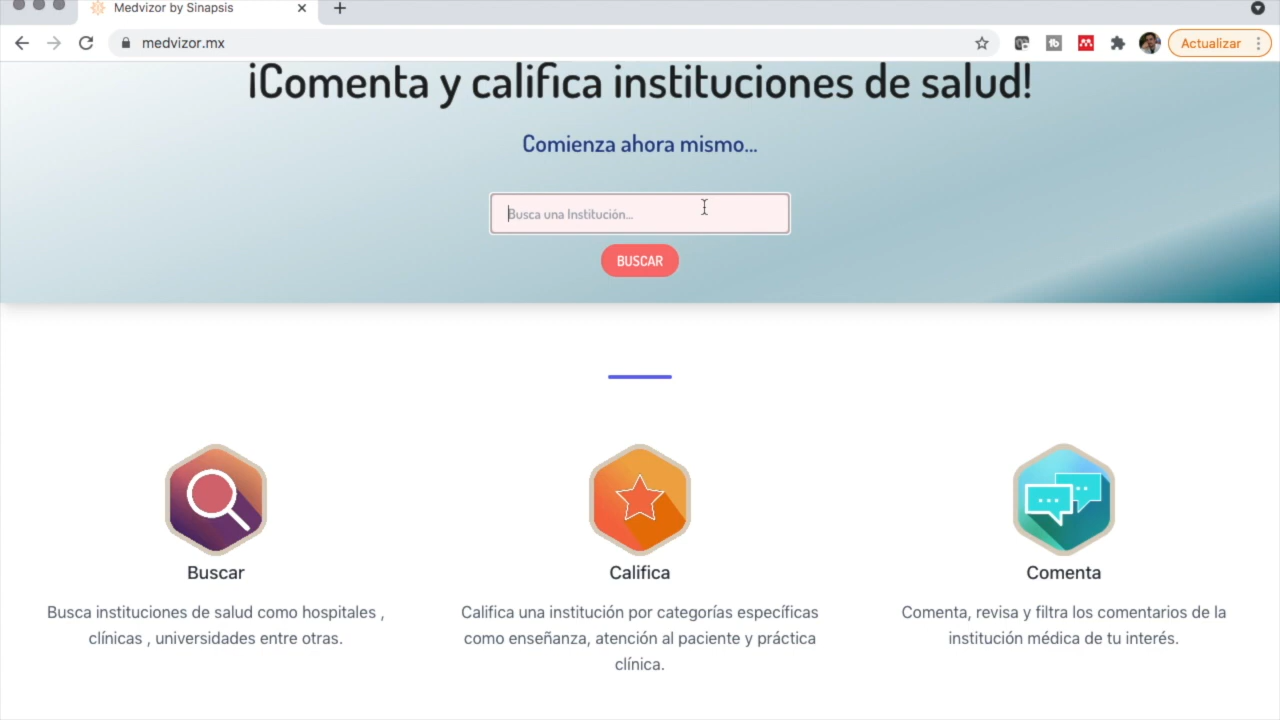 Medvizor by Sinapsis
medvizor.mx
Actualizar
¡Comenta y califica instituciones de salud!
Comienza ahora mismo...
Busca una Institución...
BUSCAR
Buscar
Busca instituciones de salud como hospitales ,
clínicas , universidades entre otras.
Califica
Califica una institución por categorías específicas
como enseñanza, atención al paciente y práctica
clínica.
Comenta
Comenta, revisa y filtra los comentarios de la
institución médica de tu interés.